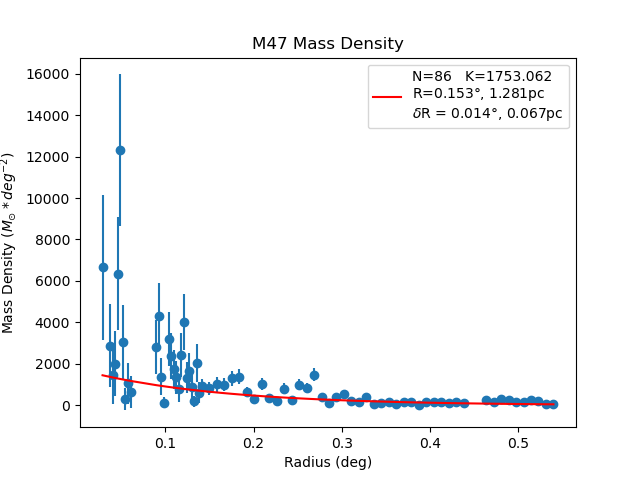 M47 Mass Density
N=86 K=1753.062
R=0.153°, 1.281pc
δR = 0.014°, 0.067pc
Mass Density (M☉ * deg⁻²)
16000
14000
12000
10000
8000
6000
4000
2000
0
0.1 0.2 0.3 0.4 0.5
Radius (deg)